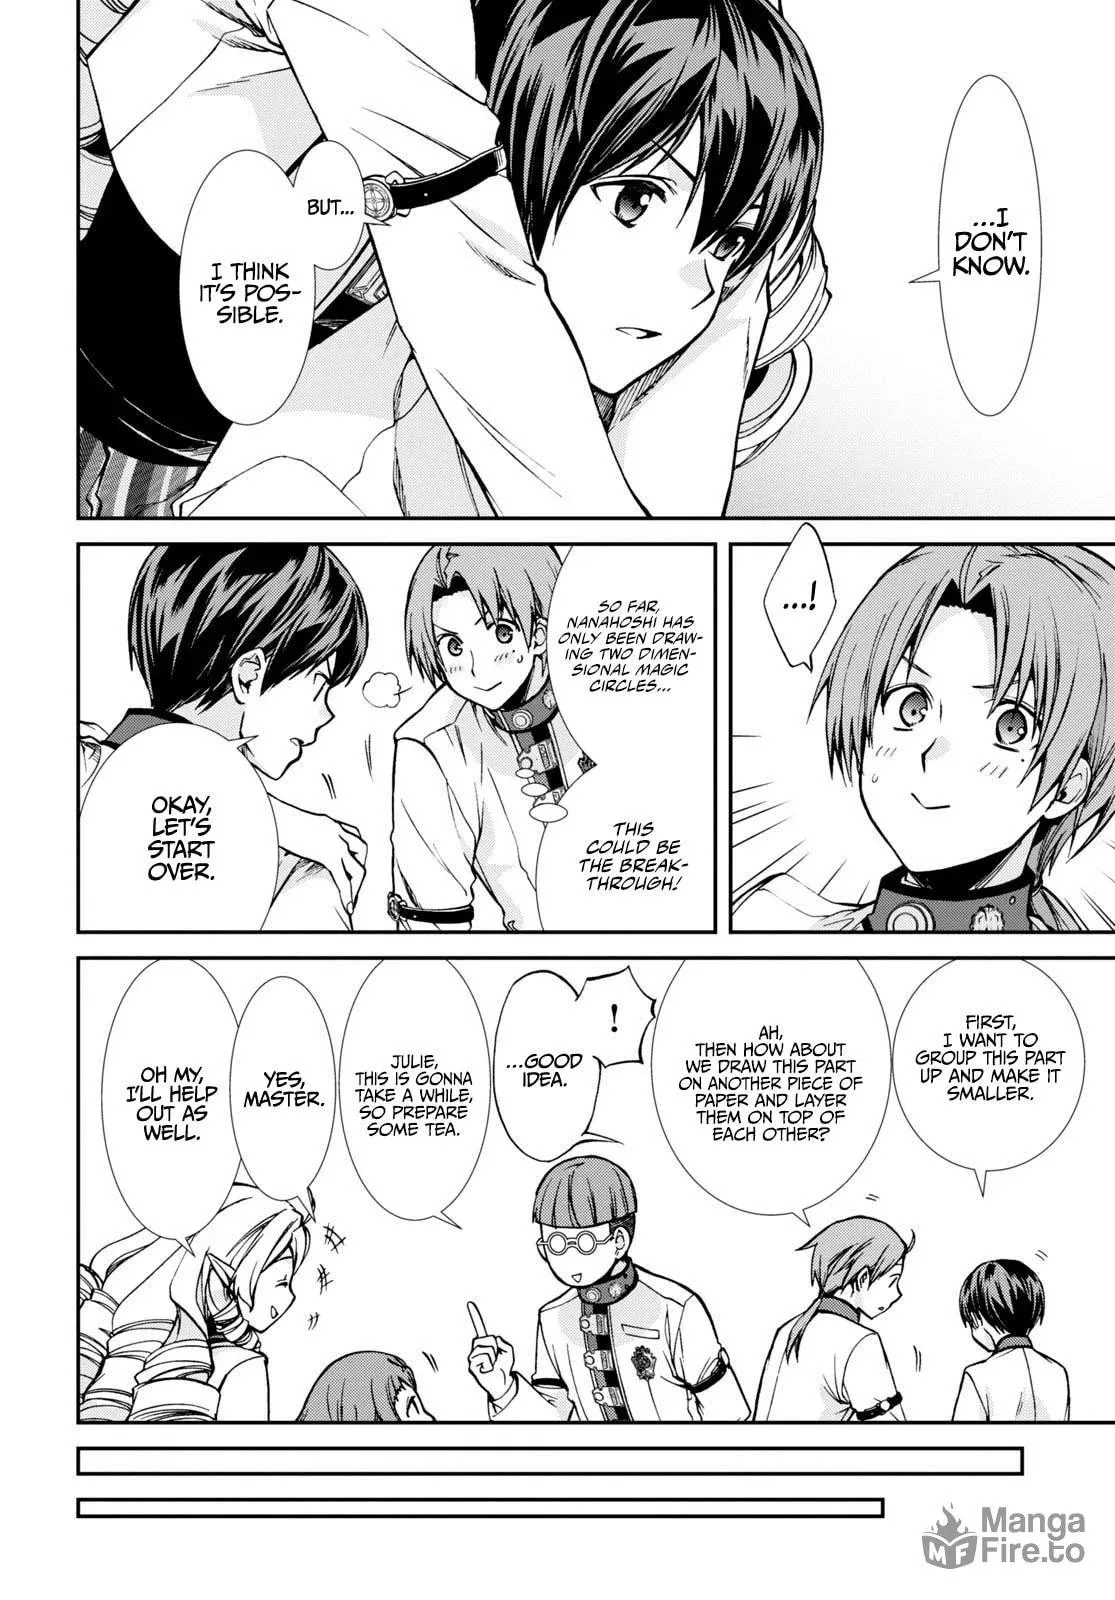 ...I
DON'T
KNOW.
BUT...
I THINK
IT'S POS-
SIBLE.
...!
SO FAR,
NANAHOSHI HAS
ONLY BEEN DRAW-
ING TWO DIMEN-
SIONAL MAGIC
CIRCLES...
THIS
COULD BE
THE BREAK-
THROUGH!
OKAY,
LET'S
START
OVER.
FIRST,
I WANT TO
GROUP THIS PART
UP AND MAKE IT
SMALLER.
AH,
THEN HOW ABOUT
WE DRAW THIS PART
ON ANOTHER PIECE OF
PAPER AND LAYER
THEM ON TOP OF
EACH OTHER?
!
...GOOD
IDEA.
JULIE,
THIS IS GONNA
TAKE A WHILE,
SO PREPARE
SOME TEA.
YES,
MASTER.
OH MY,
I'LL HELP
OUT AS
WELL.
MF
Manga
Fire.to